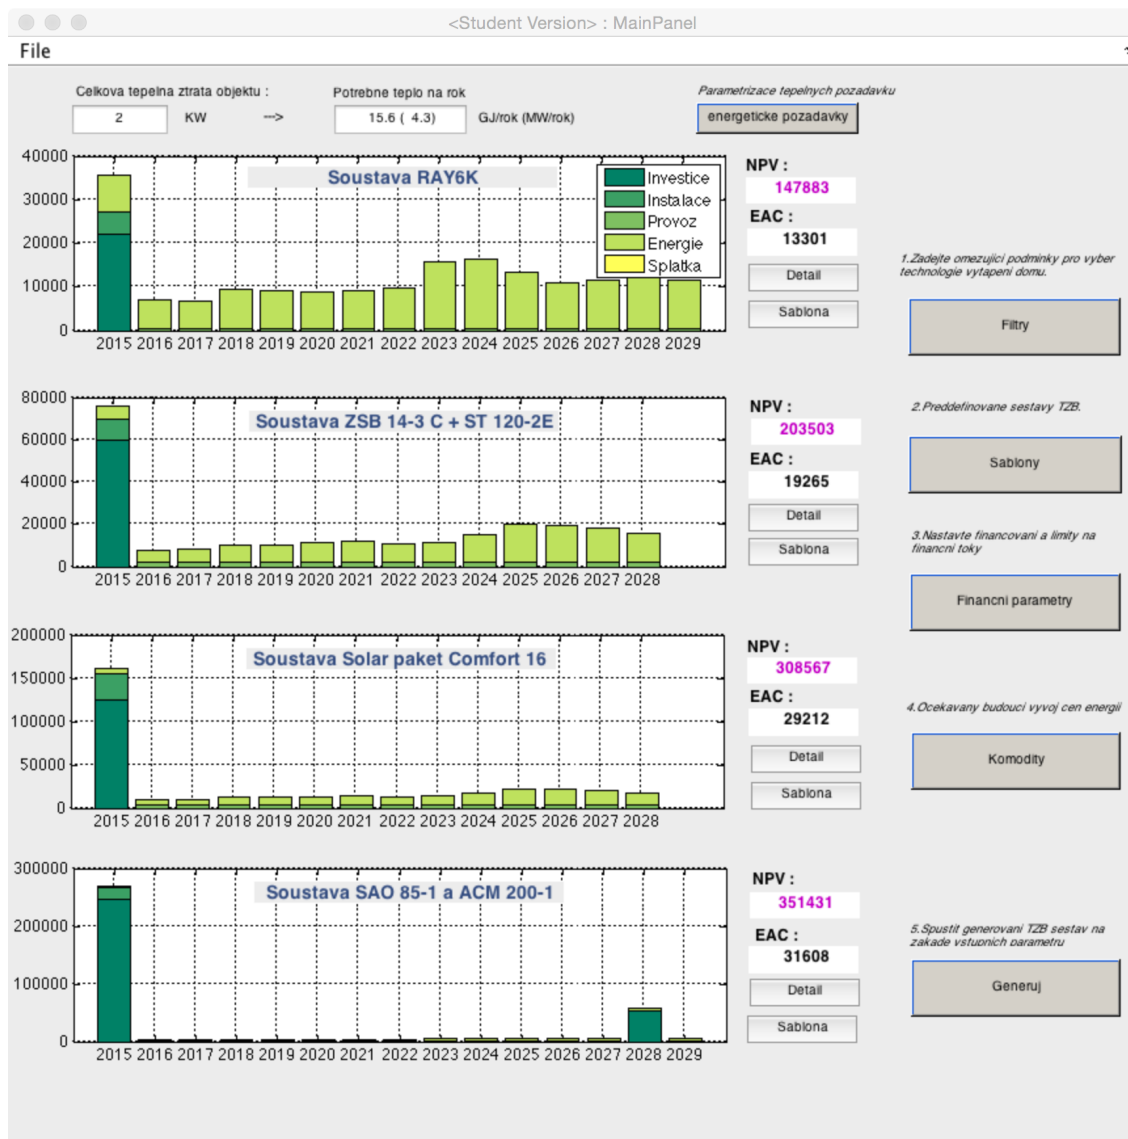 <Student Version> : MainPanel
File
Celkova tepelna ztrata objektu :
Potrebne teplo na rok
Parametrizace tepelnych pozadavku
2
KW
--->
15.6 ( 4.3)
GJ/rok (MW/rok)
energeticke pozadavky
40000
30000
20000
10000
0
Soustava RAY6K
Investice
Instalace
Provoz
Energie
Splatka
2015 2016 2017 2018 2019 2020 2021 2022 2023 2024 2025 2026 2027 2028 2029
NPV :
147883
EAC :
13301
Detail
Sablona
1.Zadejte omezujici podminky pro vyber
technologie vytapeni domu.
Filtry
80000
60000
40000
20000
0
Soustava ZSB 14-3 C + ST 120-2E
2015 2016 2017 2018 2019 2020 2021 2022 2023 2024 2025 2026 2027 2028
NPV :
203503
EAC :
19265
Detail
Sablona
2.Preddefinovane sestavy TZB.
Sablony
3.Nastavte financovani a limity na
financni toky
Financni parametry
200000
150000
100000
50000
0
Soustava Solar paket Comfort 16
2015 2016 2017 2018 2019 2020 2021 2022 2023 2024 2025 2026 2027 2028
NPV :
308567
EAC :
29212
Detail
Sablona
4.Ocekavany budouci vyvoj cen energii
Komodity
300000
200000
100000
0
Soustava SAO 85-1 a ACM 200-1
2015 2016 2017 2018 2019 2020 2021 2022 2023 2024 2025 2026 2027 2028 2029
NPV :
351431
EAC :
31608
Detail
Sablona
5.Spustit generovani TZB sestav na
zakade vstupnich parametru
Generuj